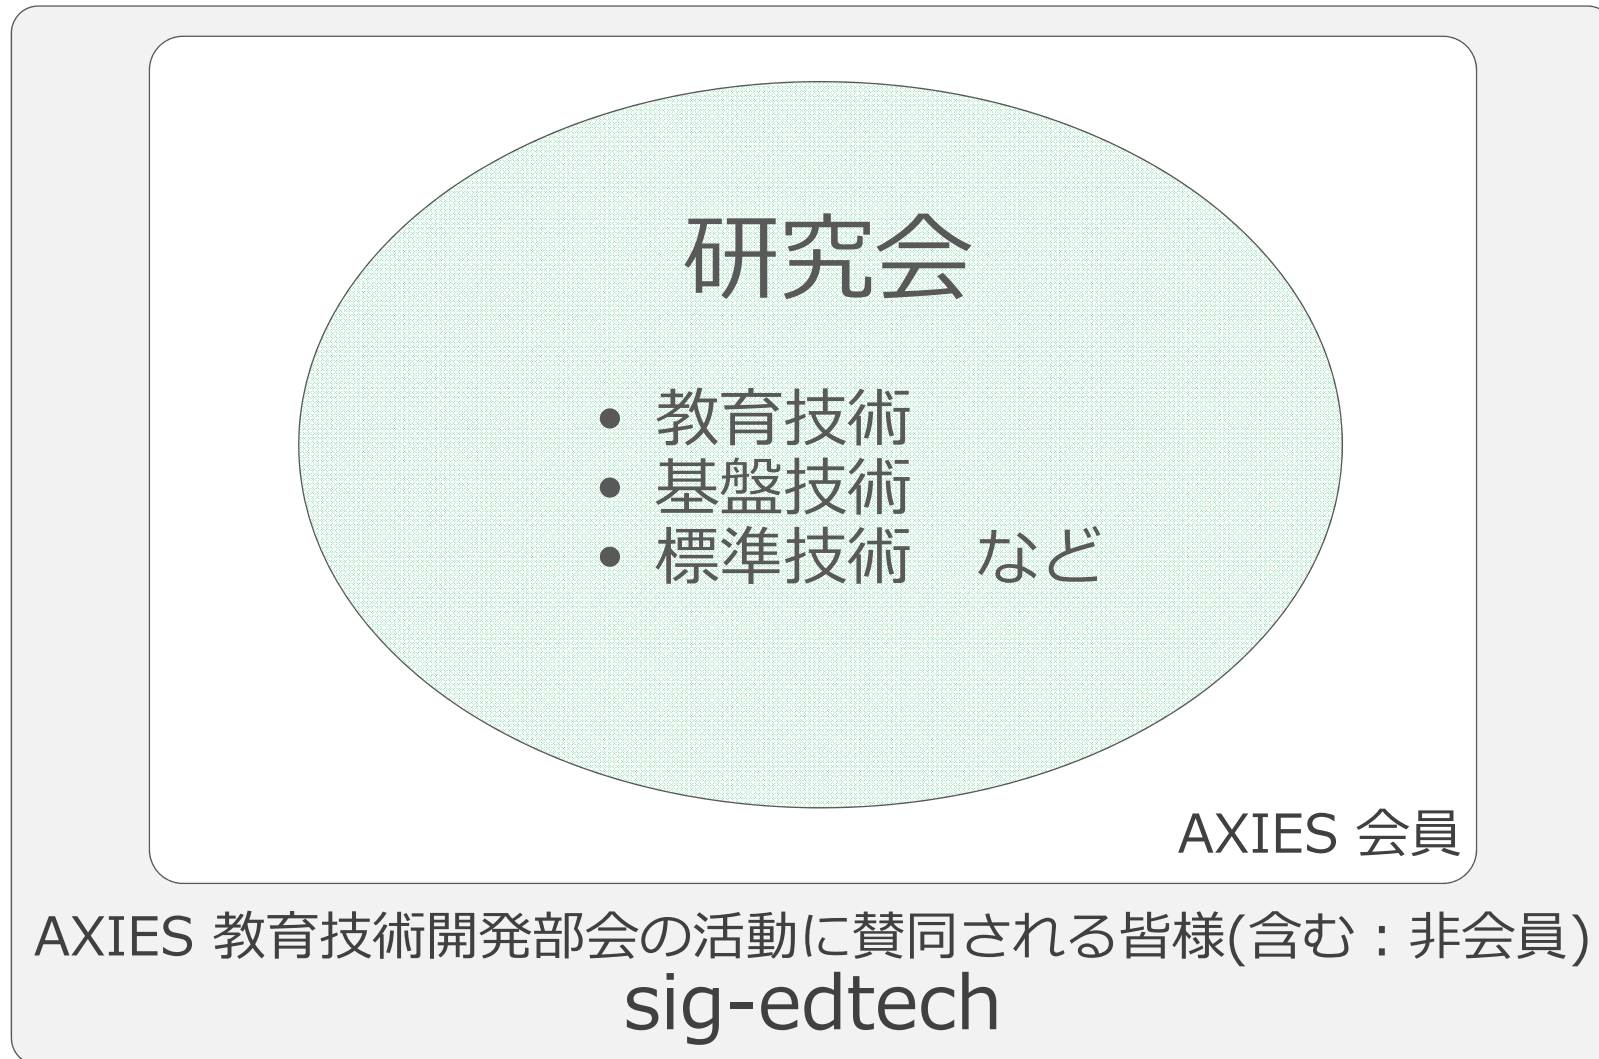 研究会
• 教育技術
• 基盤技術
• 標準技術　など
AXIES 会員
AXIES 教育技術開発部会の活動に賛同される皆様(含む：非会員)
sig-edtech